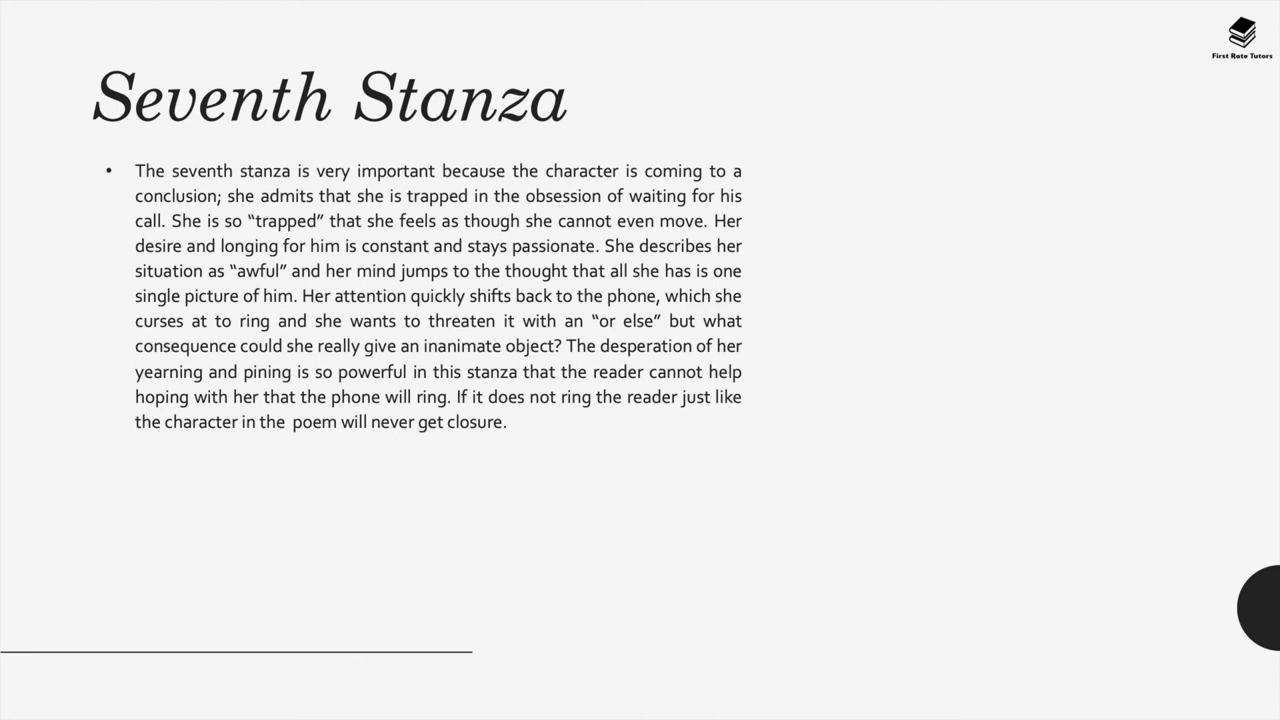 First Rate Tutors
Seventh Stanza
• The seventh stanza is very important because the character is coming to a
conclusion; she admits that she is trapped in the obsession of waiting for his
call. She is so “trapped” that she feels as though she cannot even move. Her
desire and longing for him is constant and stays passionate. She describes her
situation as “awful” and her mind jumps to the thought that all she has is one
single picture of him. Her attention quickly shifts back to the phone, which she
curses at to ring and she wants to threaten it with an “or else” but what
consequence could she really give an inanimate object? The desperation of her
yearning and pining is so powerful in this stanza that the reader cannot help
hoping with her that the phone will ring. If it does not ring the reader just like
the character in the poem will never get closure.